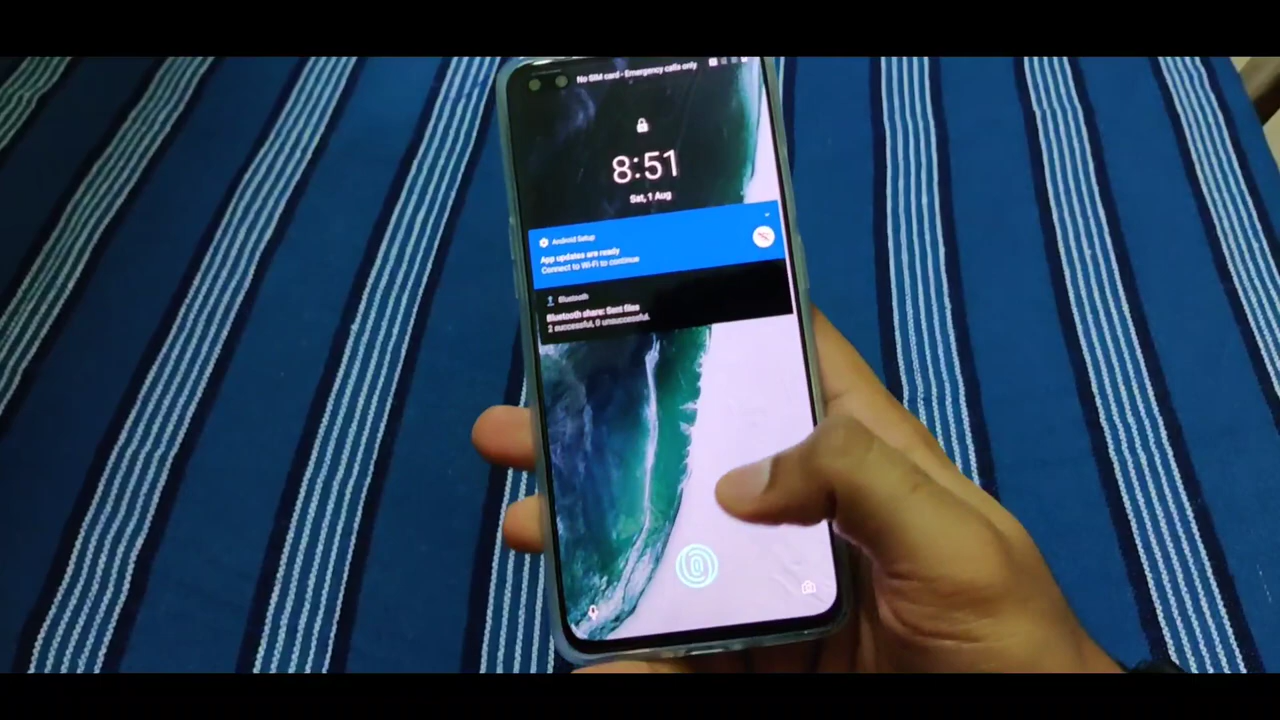 No SIM card - Emergency calls only
8:51
Sat, 1 Aug
Android Setup
App updates are ready
Connect to Wi-Fi to continue
Bluetooth
Bluetooth share: Sent files
2 successful, 0 unsuccessful.